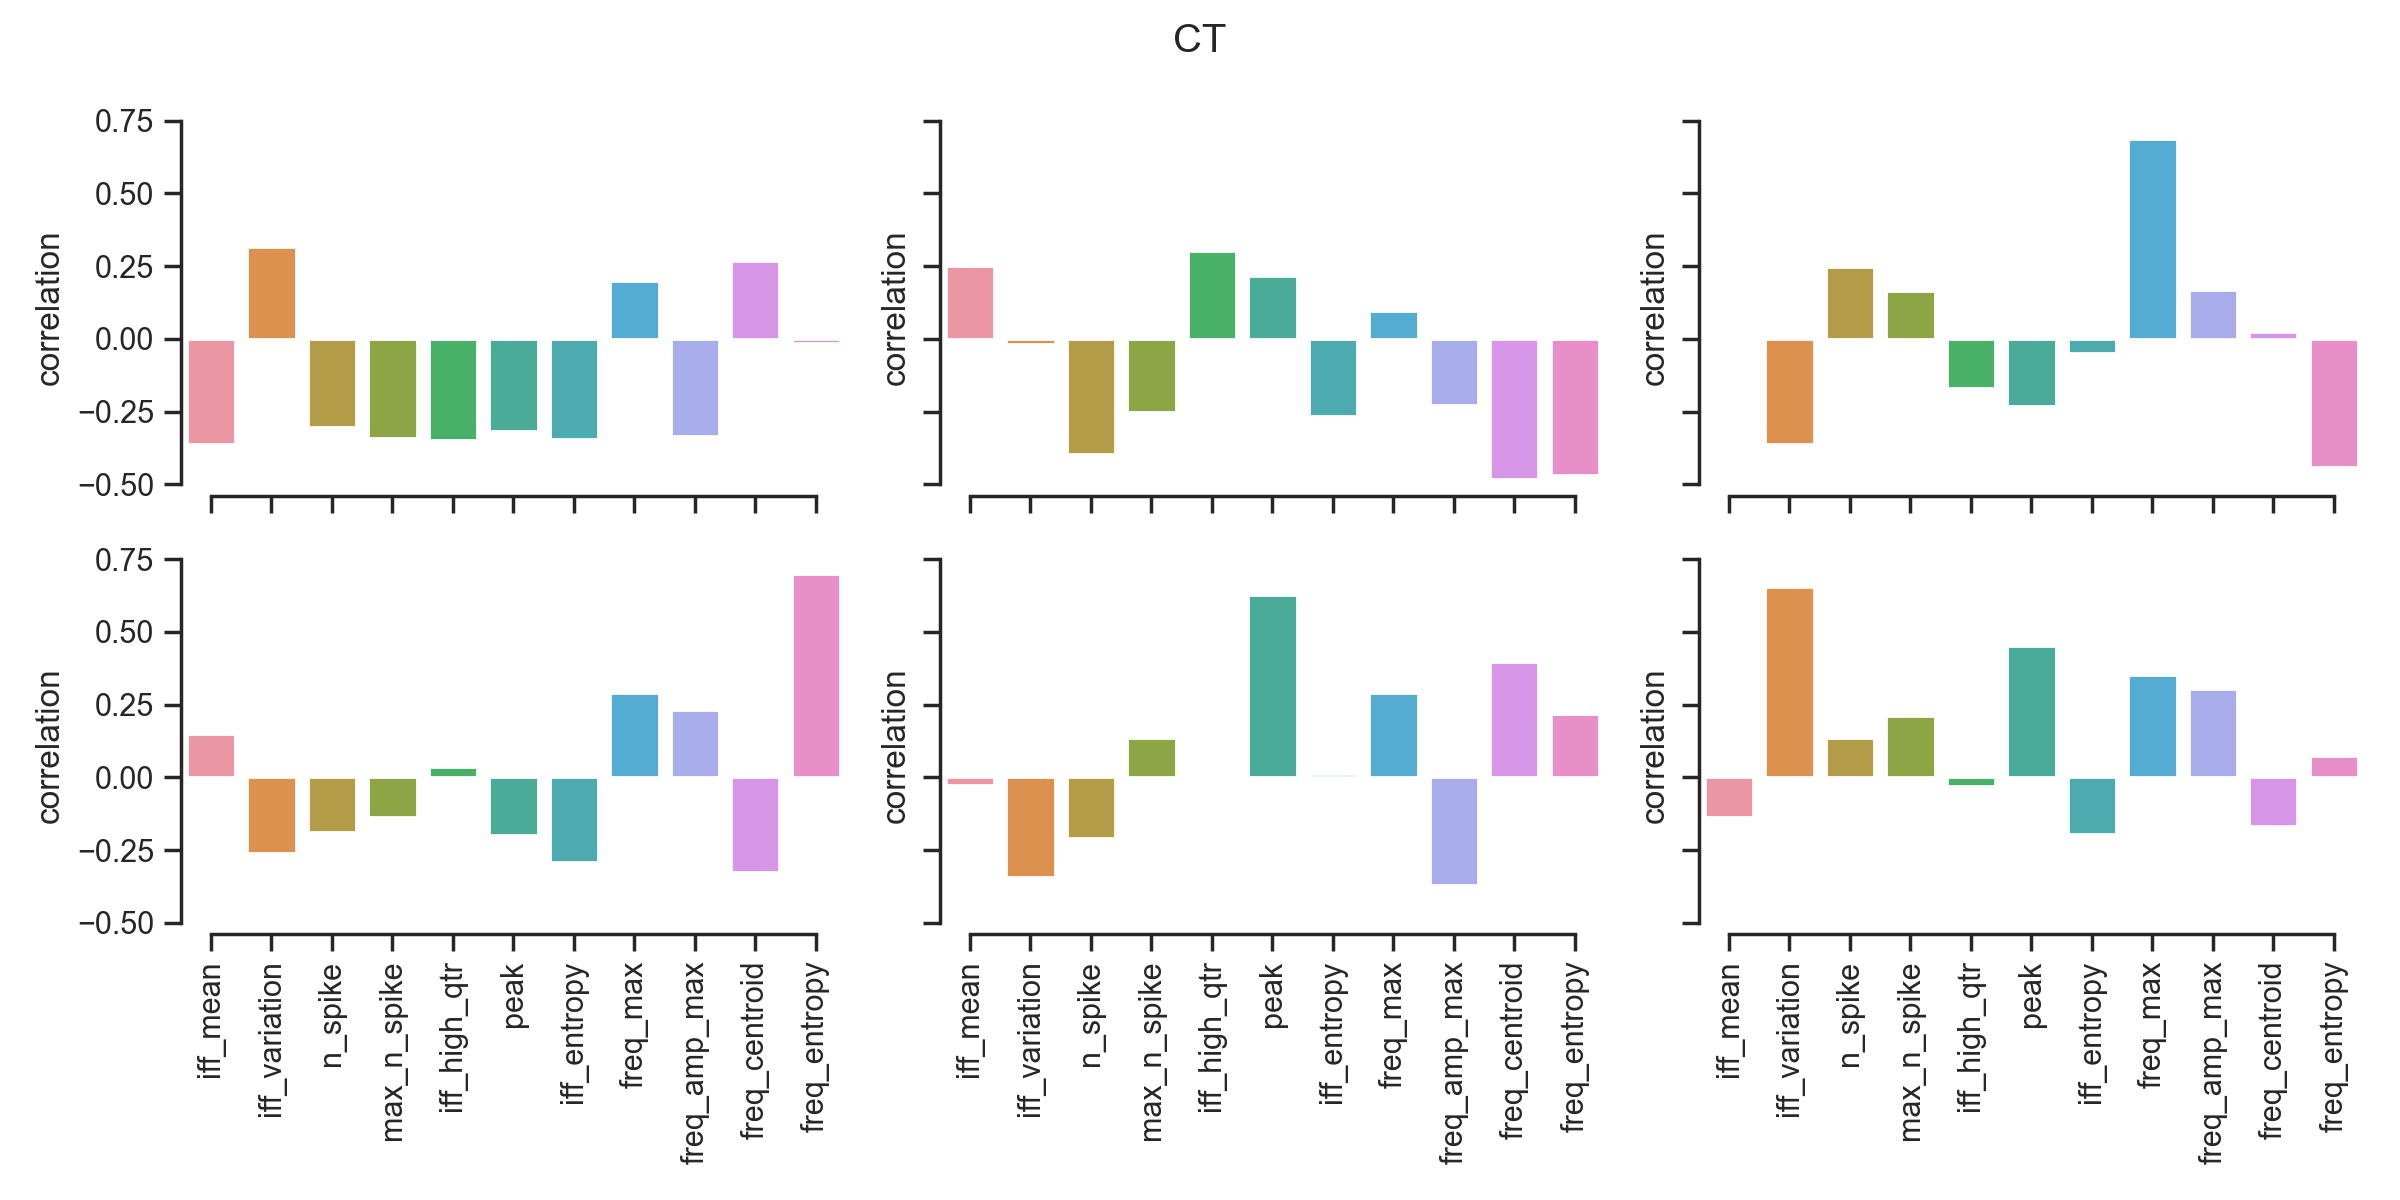 CT
correlation
0.75
0.50
0.25
0.00
−0.25
−0.50
correlation
correlation
correlation
0.75
0.50
0.25
0.00
−0.25
−0.50
correlation
correlation
iff_mean
iff_variation
n_spike
max_n_spike
iff_high_qtr
peak
iff_entropy
freq_max
freq_amp_max
freq_centroid
freq_entropy
iff_mean
iff_variation
n_spike
max_n_spike
iff_high_qtr
peak
iff_entropy
freq_max
freq_amp_max
freq_centroid
freq_entropy
iff_mean
iff_variation
n_spike
max_n_spike
iff_high_qtr
peak
iff_entropy
freq_max
freq_amp_max
freq_centroid
freq_entropy